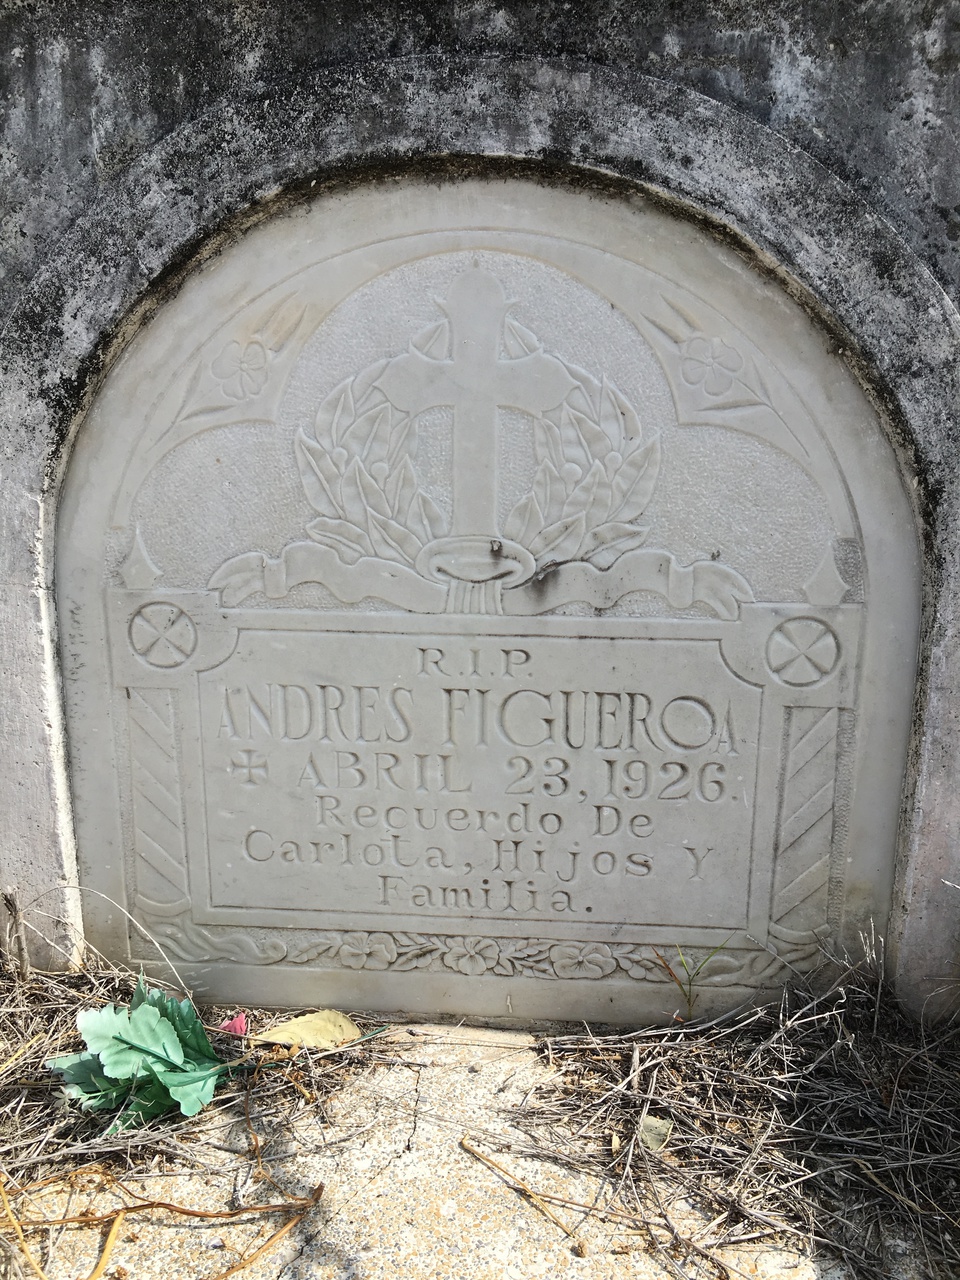 R.I.P.
ANDRES FIGUEROA
✠ ABRIL 23, 1926.
Recuerdo De
Carlota, Hijos Y
Familia.